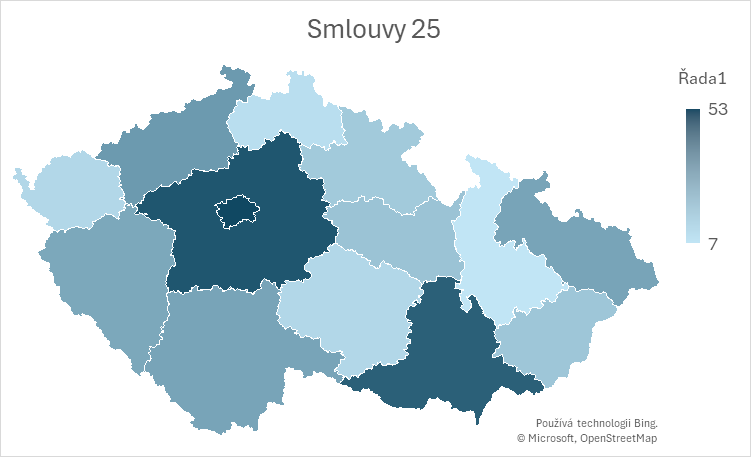 Smlouvy 25
Řada1
53
7
Používá technologii Bing.
© Microsoft, OpenStreetMap